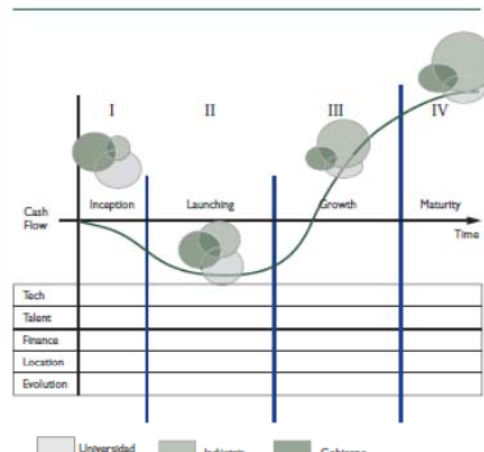 I II III IV
Inception Launching Growth Maturity
Cash
Flow
Time
Tech
Talent
Finance
Location
Evolution
Universidad